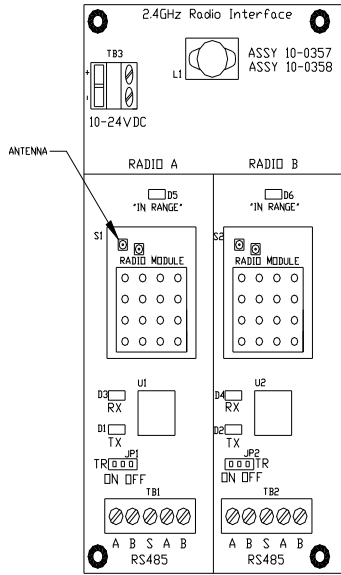 2.4GHz Radio Interface
TB3
+
-
10-24VDC
L1
ASSY 10-0357
ASSY 10-0358
ANTENNA
RADIO A
RADIO B
D5
"IN RANGE"
D6
"IN RANGE"
S1
RADIO MODULE
S2
RADIO MODULE
U1
D3
RX
D1
TX
JP1
TR
ON OFF
U2
D4
RX
D2
TX
JP2
TR
ON OFF
TB1
A B S A B
RS485
TB2
A B S A B
RS485